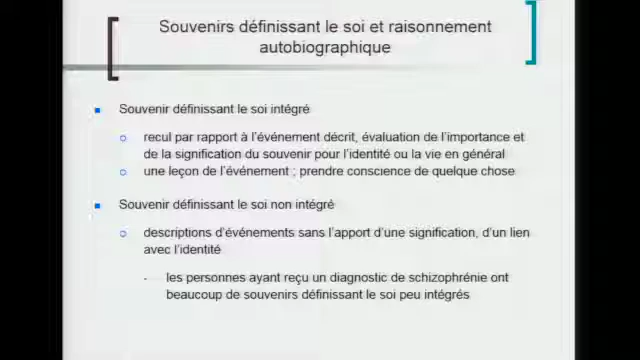 Souvenirs définissant le soi et raisonnement
autobiographique
Souvenir définissant le soi intégré
recul par rapport à l'événement décrit, évaluation de l'importance et
de la signification du souvenir pour l'identité ou la vie en général
une leçon de l'événement ; prendre conscience de quelque chose
Souvenir définissant le soi non intégré
descriptions d'événements sans l'apport d'une signification, d'un lien
avec l'identité
- les personnes ayant reçu un diagnostic de schizophrénie ont
beaucoup de souvenirs définissant le soi peu intégrés